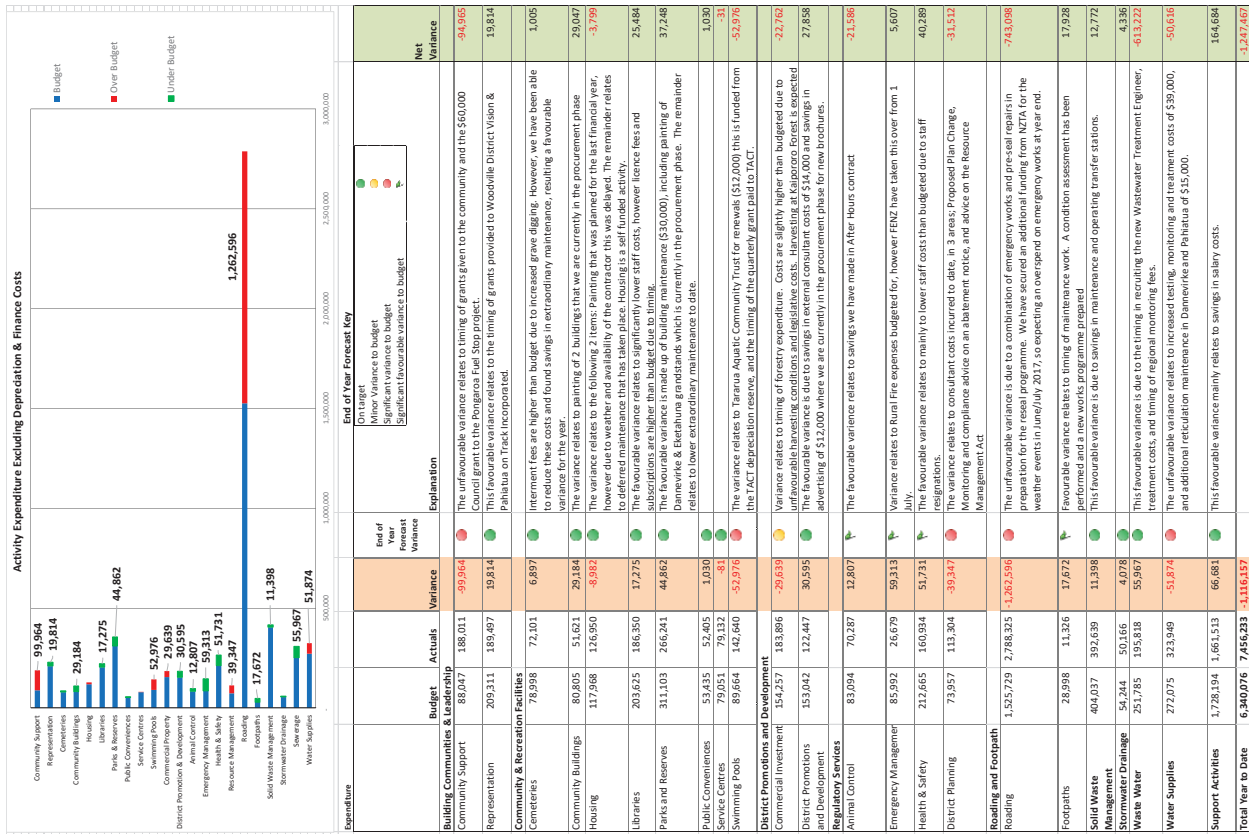 Activity Expenditure Excluding Depreciation & Finance Costs
Community Support
Representation
Cemeteries
Community Buildings
Housing
Libraries
Parks & Reserves
Public Conveniences
Service Centres
Swimming Pools
Commercial Property
District Promotion & Development
Animal Control
Emergency Management
Health & Safety
Resource Management
Roading
Footpaths
Solid Waste Management
Stormwater Drainage
Sewerage
Water Supplies
99,964
19,814
29,184
17,275
44,862
52,976
29,639
30,595
12,807
59,313
51,731
39,347
1,262,596
17,672
11,398
55,967
51,874
-
500,000
1,000,000
1,500,000
2,000,000
2,500,000
3,000,000
Budget
Over Budget
Under Budget
End of Year Forecast Key
On target
Minor Variance to budget
Significant variance to budget
Significant favourable variance to budget
Expenditure
Budget
Actuals
Variance
End of
Year
Forecast
Variance
Explanation
Net
Variance
Building Communities & Leadership
Community Support 88,047 188,011 -99,964 The unfavourable variance relates to timing of grants given to the community and the $60,000 -94,965
Council grant to the Pongaroa Fuel Stop project.
Representation 209,311 189,497 19,814 This favourable variance relates to the timing of grants provided to Woodville District Vision & 19,814
Pahiatua on Track Incorporated.
Community & Recreation Facilities
Cemeteries 78,998 72,101 6,897 Interment fees are higher than budget due to increased grave digging. However, we have been able 1,005
to reduce these costs and found savings in extraordinary maintenance, resulting a favourable
variance for the year.
Community Buildings 80,805 51,621 29,184 The variance relates to painting of 2 buildings that we are currently in the procurement phase 29,047
Housing 117,968 126,950 -8,982 The variance relates to the following 2 items: Painting that was planned for the last financial year, -3,799
however due to weather and availability of the contractor this was delayed. The remainder relates
to deferred maintenance that has taken place. Housing is a self funded activity.
Libraries 203,625 186,350 17,275 The favourable variance relates to significantly lower staff costs, however licence fees and 25,484
subscriptions are higher than budget due to timing.
Parks and Reserves 311,103 266,241 44,862 The favourable variance is made up of building maintenance ($30,000), including painting of 37,248
Dannevirke & Eketahuna grandstands which is currently in the procurement phase. The remainder
relates to lower extraordinary maintenance to date.
Public Conveniences 53,435 52,405 1,030 1,030
Service Centres 79,051 79,132 -81 -31
Swimming Pools 89,664 142,640 -52,976 The variance relates to Tararua Aquatic Community Trust for renewals ($12,000) this is funded from -52,976
the TACT depreciation reserve, and the timing of the quarterly grant paid to TACT.
District Promotions and Development
Commercial Investment 154,257 183,896 -29,639 Variance relates to timing of forestry expenditure. Costs are slightly higher than budgeted due to -22,762
unfavourable harvesting conditions and legislative costs. Harvesting at Kaipororo Forest is expected
District Promotions 153,042 122,447 30,595 The favourable variance is due to savings in external consultant costs of $14,000 and savings in 27,858
and Development advertising of $12,000 where we are currently in the procurement phase for new brochures.
Regulatory Services
Animal Control 83,094 70,287 12,807 The favourable varience relates to savings we have made in After Hours contract -21,586
Emergency Managemer 85,992 26,679 59,313 Variance relates to Rural Fire expenses budgeted for, however FENZ have taken this over from 1 5,607
July.
Health & Safety 212,665 160,934 51,731 The favourable variance relates to mainly to lower staff costs than budgeted due to staff 40,289
resignations.
District Planning 73,957 113,304 -39,347 The variance relates to consultant costs incurred to date, in 3 areas; Proposed Plan Change, -31,512
Monitoring and compliance advice on an abatement notice, and advice on the Resource
Management Act
Roading and Footpath
Roading 1,525,729 2,788,325 -1,262,596 The unfavourable variance is due to a combination of emergency works and pre-seal repairs in -743,098
preparation for the reseal programme. We have secured an additional funding from NZTA for the
weather events in June/July 2017, so expecting an overspend on emergency works at year end.
Footpaths 28,998 11,326 17,672 Favourable variance relates to timing of maintenance work. A condition assessment has been 17,928
performed and a new works programme prepared
Solid Waste 404,037 392,639 11,398 This favourable variance is due to savings in maintenance and operating transfer stations. 12,772
Management
Stormwater Drainage 54,244 50,166 4,078 4,336
Waste Water 251,785 195,818 55,967 This favourable variance is due to the timing in recruiting the new Wastewater Treatment Engineer, -613,222
treatment costs, and timing of regional monitoring fees.
Water Supplies 272,075 323,949 -51,874 The unfavourable variance is due to increased testing, monitoring and treatment costs of $39,000, -50,616
and additional reticulation maintenance in Dannevirke and Pahiatua of $15,000.
Support Activities 1,728,194 1,661,513 66,681 This favourable variance mainly relates to savings in salary costs. 164,684
Total Year to Date 6,340,076 7,456,233 -1,116,157 -1,247,467